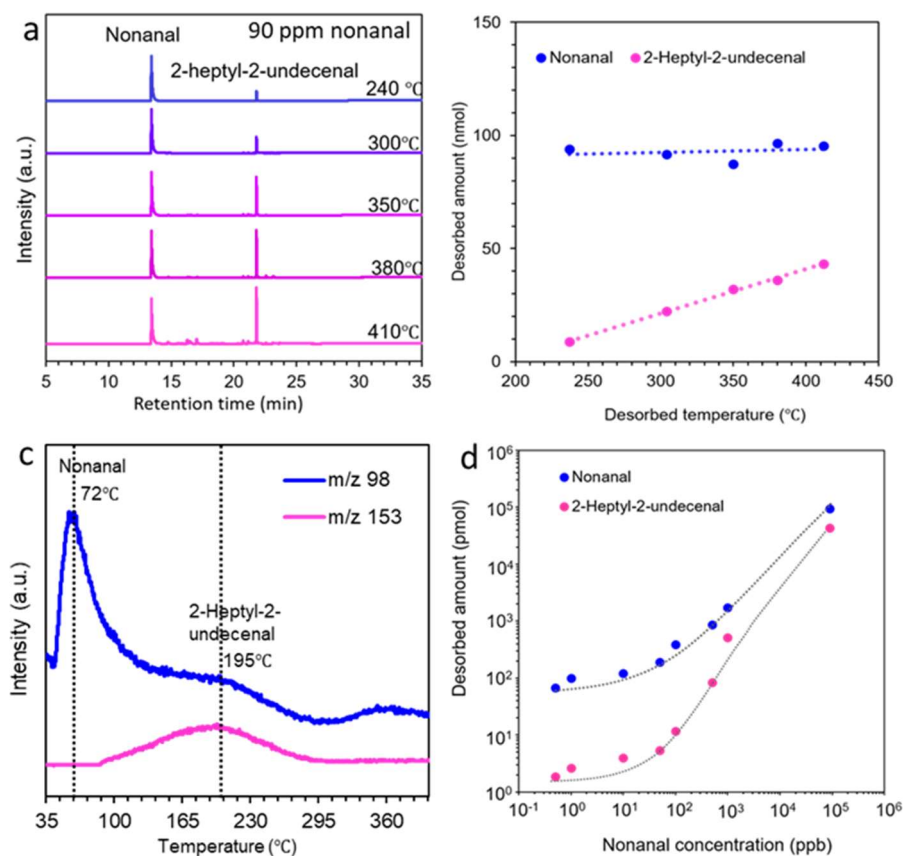 a
Nonanal
90 ppm nonanal
2-heptyl-2-undecenal
240 ℃
300℃
350℃
380℃
410℃
Intensity (a.u.)
5 10 15 20 25 30 35
Retention time (min)
Desorbed amount (nmol)
150
100
50
0
Nonanal
2-Heptyl-2-undecenal
200 250 300 350 400 450
Desorbed temperature (℃)
c
Nonanal
72℃
m/z 98
m/z 153
2-Heptyl-2-
undecenal
195℃
Intensity (a.u.)
35 100 165 230 295 360
Temperature (℃)
d
Desorbed amount (pmol)
10⁶
10⁵
10⁴
10³
10²
10¹
10⁰
Nonanal
2-Heptyl-2-undecenal
10⁻¹ 10⁰ 10¹ 10² 10³ 10⁴ 10⁵ 10⁶
Nonanal concentration (ppb)